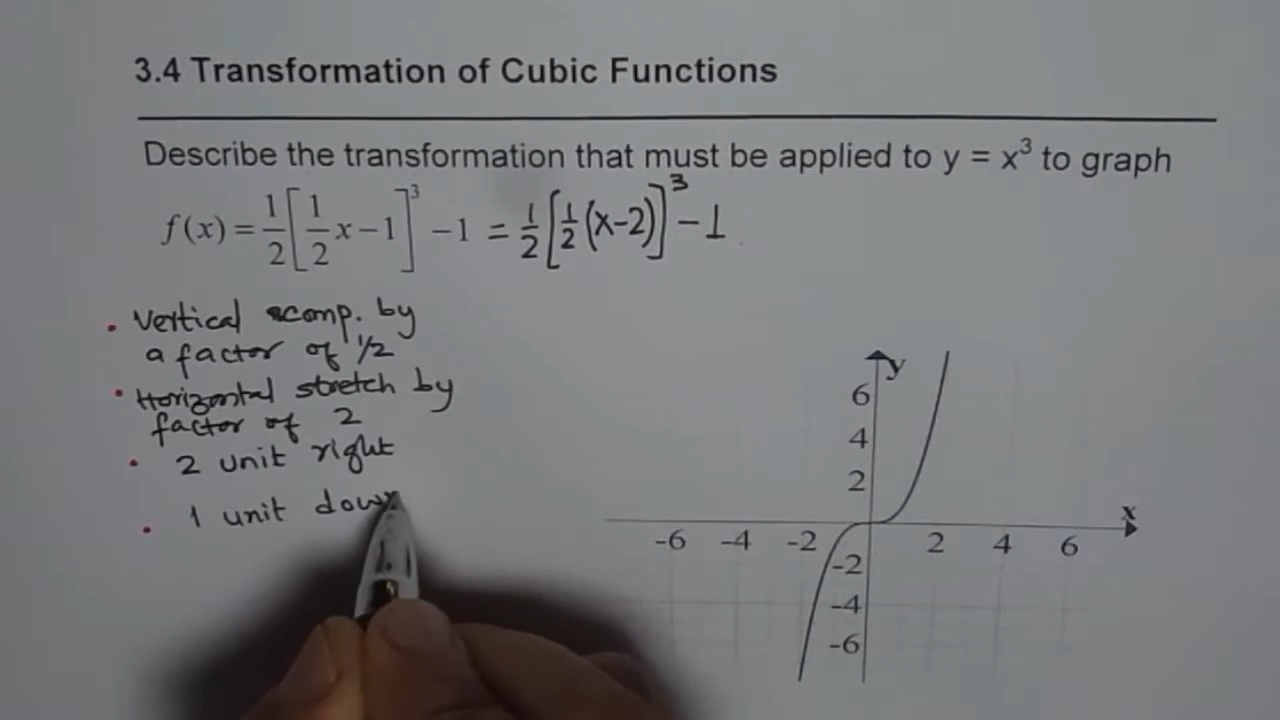 3.4 Transformation of Cubic Functions
Describe the transformation that must be applied to y = x³ to graph
f(x) = 1/2[1/2x − 1]³ − 1 = 1/2[1/2(x−2)]³ − 1
• Vertical comp. by
a factor of 1/2
• Horizontal stretch by
factor of 2
• 2 unit right
• 1 unit down
y
6
4
2
x
-6 -4 -2 2 4 6
-2
-4
-6